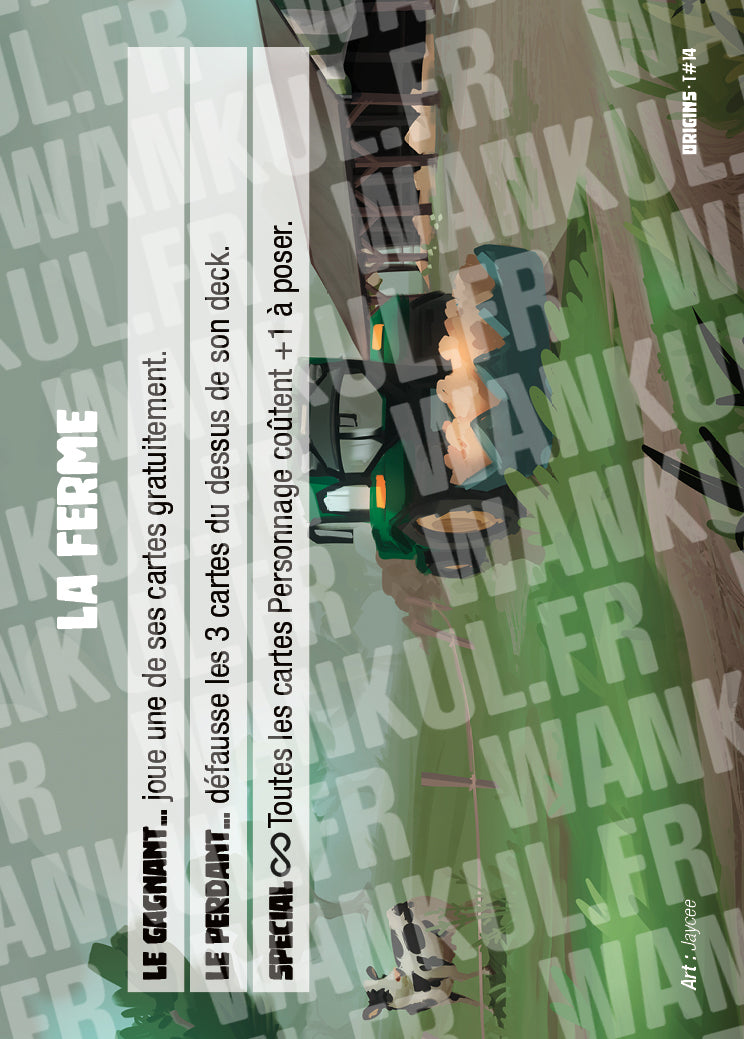 LA FERME
LE GAGNANT... joue une de ses cartes gratuitement.
LE PERDANT... défausse les 3 cartes du dessus de son deck.
SPECIAL ∞ Toutes les cartes Personnage coûtent +1 à poser.
Art : Jaycee
ORIGINS · T#14
WANKUL.FR